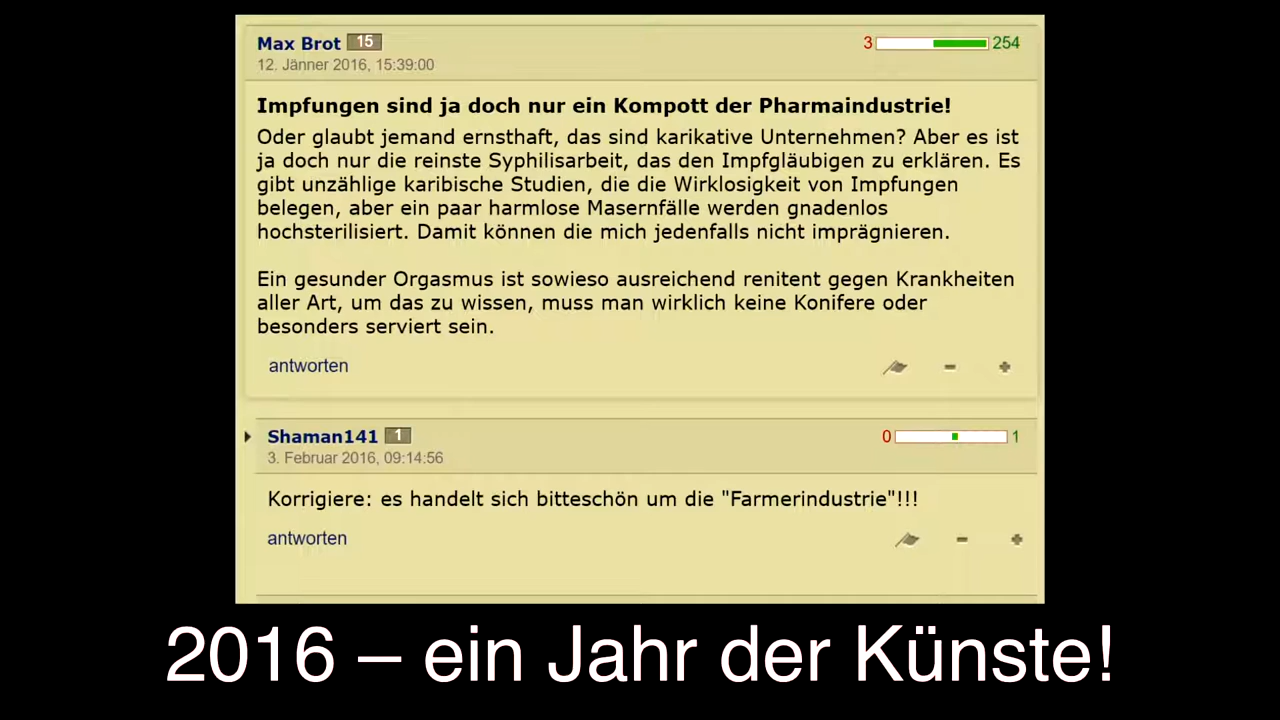 Max Brot 15
3 254
12. Jänner 2016, 15:39:00
Impfungen sind ja doch nur ein Kompott der Pharmaindustrie!
Oder glaubt jemand ernsthaft, das sind karikative Unternehmen? Aber es ist
ja doch nur die reinste Syphilisarbeit, das den Impfgläubigen zu erklären. Es
gibt unzählige karibische Studien, die die Wirklosigkeit von Impfungen
belegen, aber ein paar harmlose Masernfälle werden gnadenlos
hochsterilisiert. Damit können die mich jedenfalls nicht imprägnieren.
Ein gesunder Orgasmus ist sowieso ausreichend renitent gegen Krankheiten
aller Art, um das zu wissen, muss man wirklich keine Konifere oder
besonders serviert sein.
antworten
Shaman141 1
0 1
3. Februar 2016, 09:14:56
Korrigiere: es handelt sich bitteschön um die "Farmerindustrie"!!!
antworten
2016 – ein Jahr der Künste!